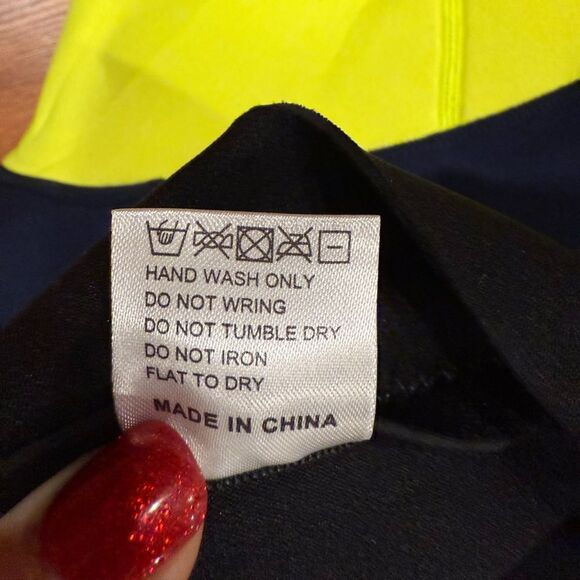 HAND WASH ONLY
DO NOT WRING
DO NOT TUMBLE DRY
DO NOT IRON
FLAT TO DRY
MADE IN CHINA